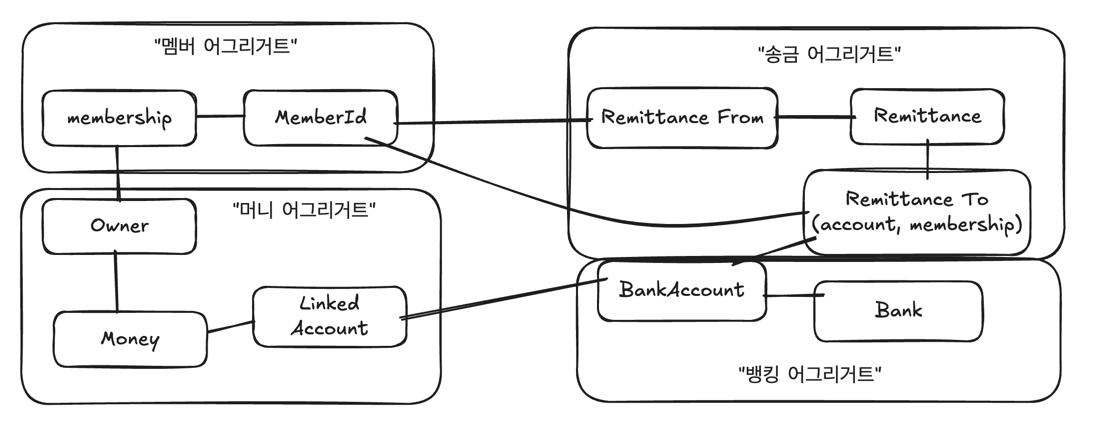 "멤버 어그리거트"
membership
MemberId
"송금 어그리거트"
Remittance From
Remittance
Remittance To
(account, membership)
"머니 어그리거트"
Owner
Money
Linked
Account
BankAccount
Bank
"뱅킹 어그리거트"